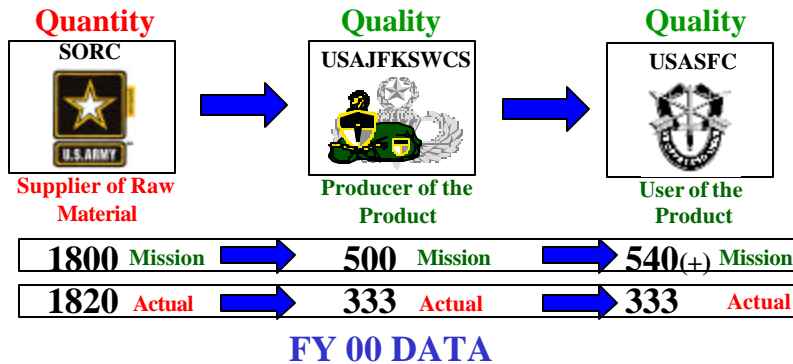 Quantity Quality Quality
SORC USAJFKSWCS USASFC
U.S.ARMY
Supplier of Raw Material
Producer of the Product
User of the Product
1800 Mission 500 Mission 540(+) Mission
1820 Actual 333 Actual 333 Actual
FY 00 DATA